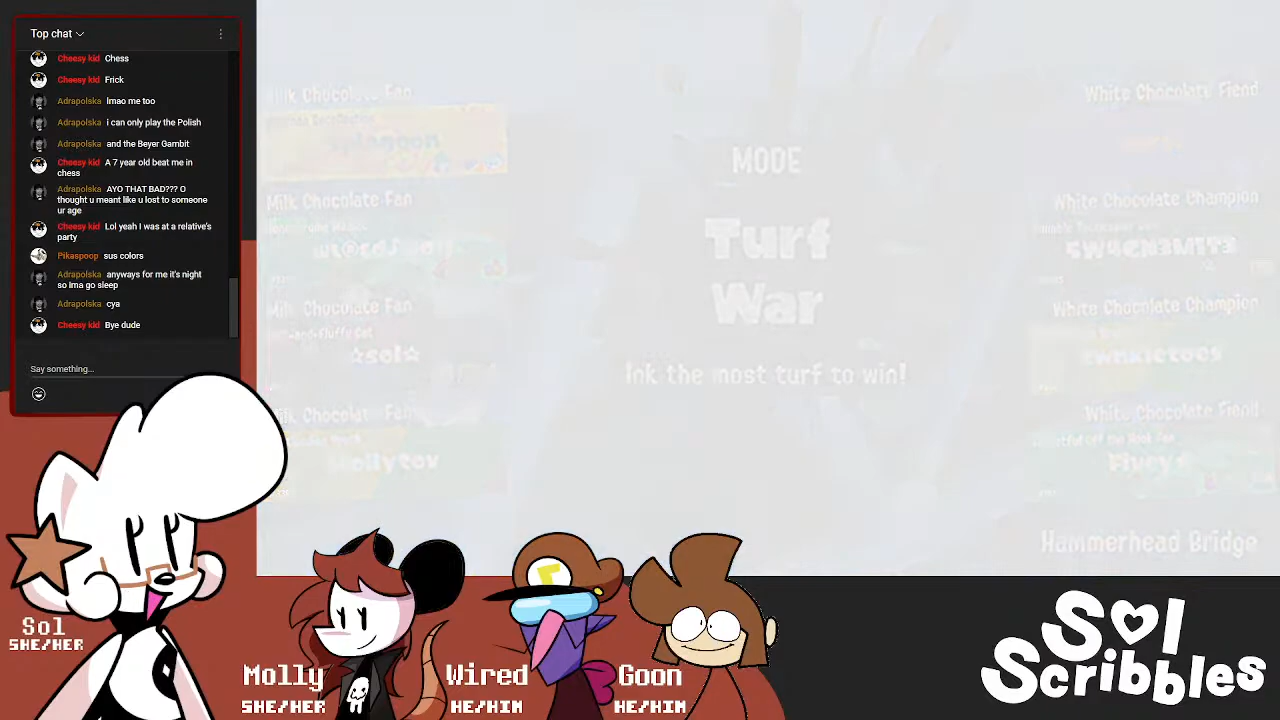 Top chat
Cheesy kid Chess
Cheesy kid Frick
Adrapolska lmao me too
Adrapolska i can only play the Polish
Adrapolska and the Beyer Gambit
Cheesy kid A 7 year old beat me in
chess
Adrapolska AYO THAT BAD??? O
thought u meant like u lost to someone
ur age
Cheesy kid Lol yeah I was at a relative's
party
Pikaspoop sus colors
Adrapolska anyways for me it's night
so Ima go sleep
Adrapolska cya
Cheesy kid Bye dude
Say something...
Milk Chocolate Fan
Milk Chocolate Fan
Milk Chocolate Fan
☆sol☆
Milk Chocolate Fan
Mollytov
MODE
Turf
War
Ink the most turf to win!
White Chocolate Fiend
White Chocolate Champion
White Chocolate Champion
White Chocolate Fiend
Hammerhead Bridge
Sol
SHE/HER
Molly
SHE/HER
Wired
HE/HIM
Goon
HE/HIM
Sol
Scribbles